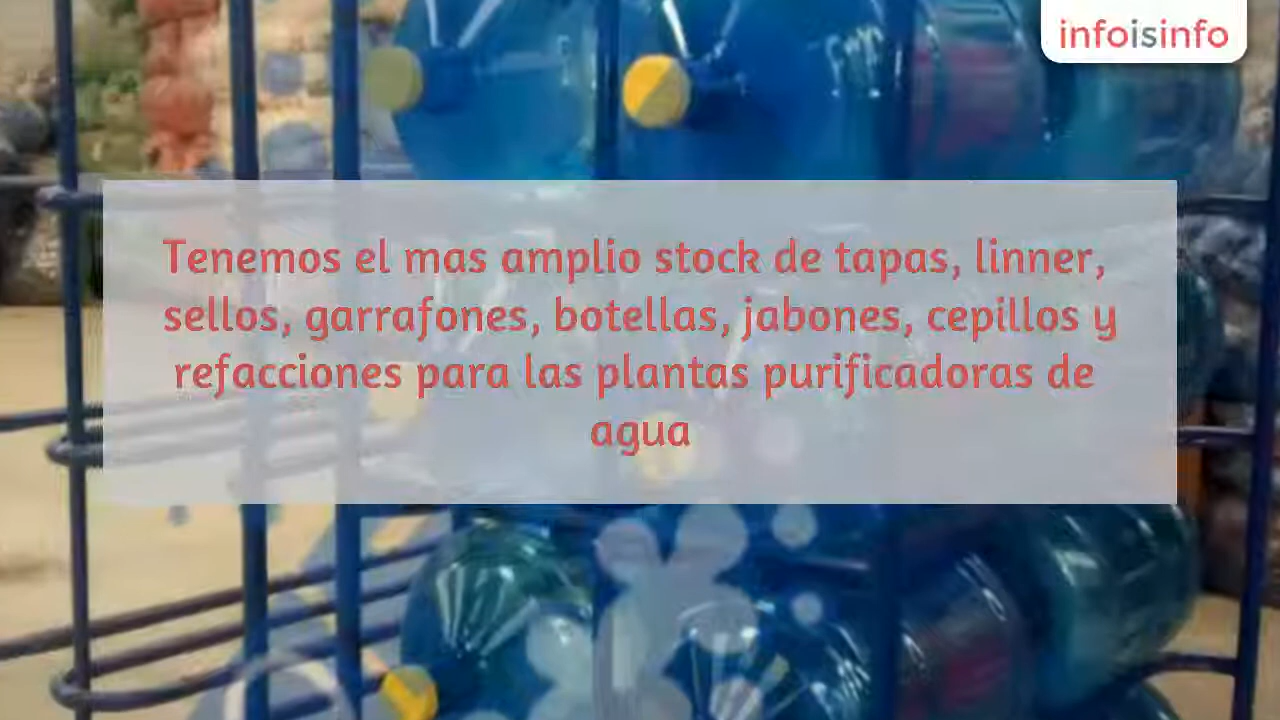 infoisinfo
Tenemos el mas amplio stock de tapas, linner,
sellos, garrafones, botellas, jabones, cepillos y
refacciones para las plantas purificadoras de
agua